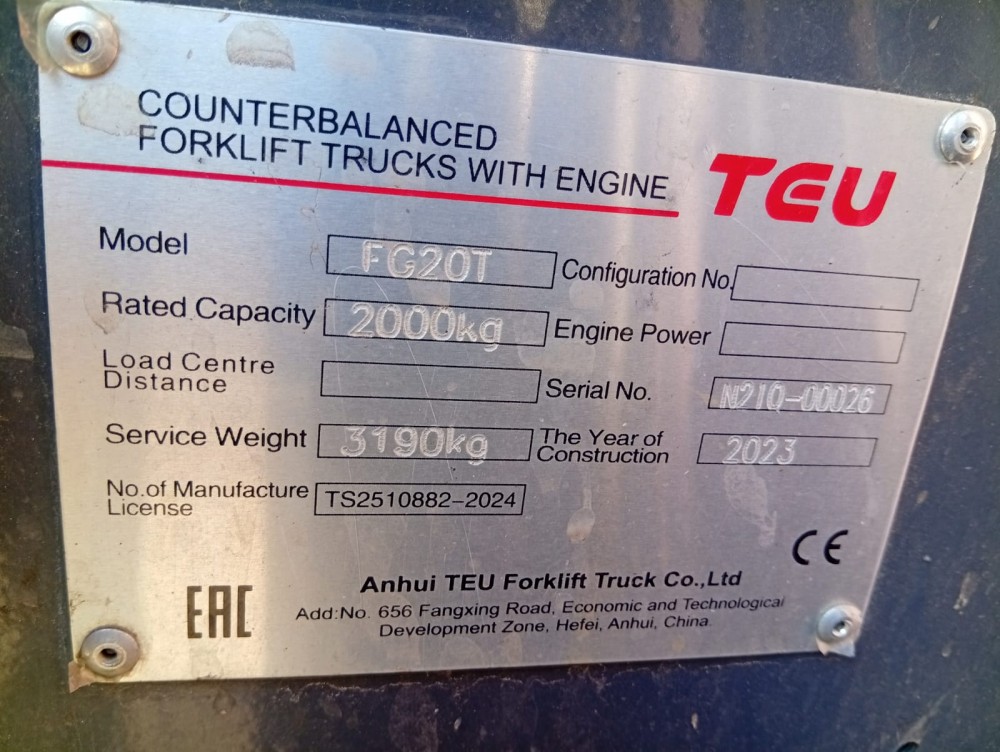 COUNTERBALANCED
FORKLIFT TRUCKS WITH ENGINE
TEU
Model FG20T Configuration No.
Rated Capacity 2000kg Engine Power
Load Centre
Distance
Serial No. N21Q-00026
Service Weight 3190kg
The Year of
Construction 2023
No.of Manufacture
License
TS2510882-2024
CE
EAC
Anhui TEU Forklift Truck Co.,Ltd
Add:No. 656 Fangxing Road, Economic and Technological
Development Zone, Hefei, Anhui, China.